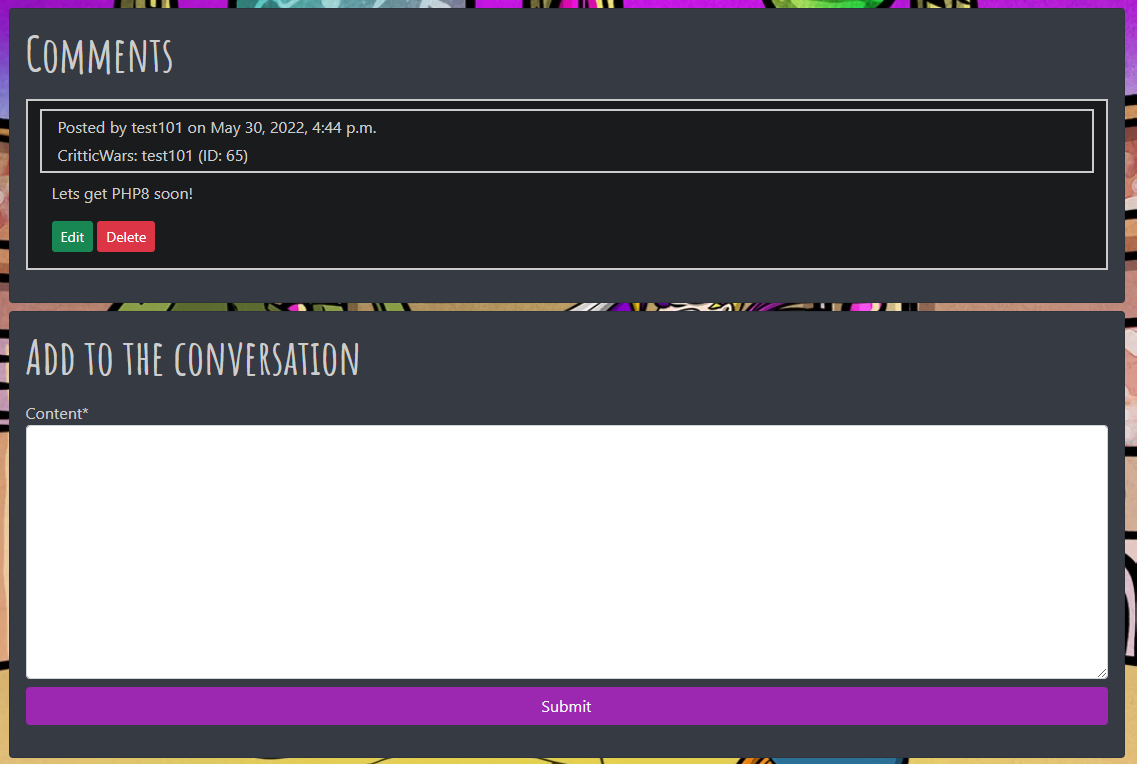 Comments
Posted by test101 on May 30, 2022, 4:44 p.m.
CritticWars: test101 (ID: 65)
Lets get PHP8 soon!
Edit Delete
Add to the conversation
Content*
Submit